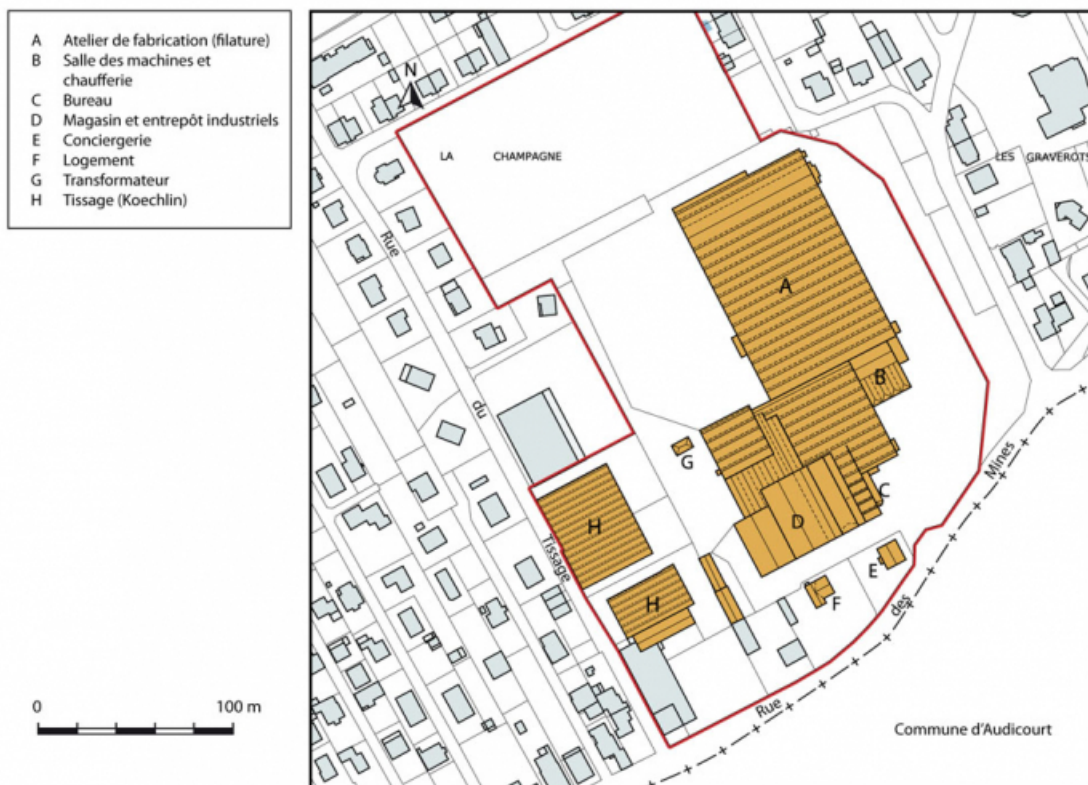 A Atelier de fabrication (filature)
B Salle des machines et
chaufferie
C Bureau
D Magasin et entrepôt industriels
E Conciergerie
F Logement
G Transformateur
H Tissage (Koechlin)
N
LA CHAMPAGNE
LES GRAVEROTS
Rue
du
Tissage
A
B
G
C
D
H
E
F
H
Rue
des
Mines
Commune d'Audicourt
0 100 m